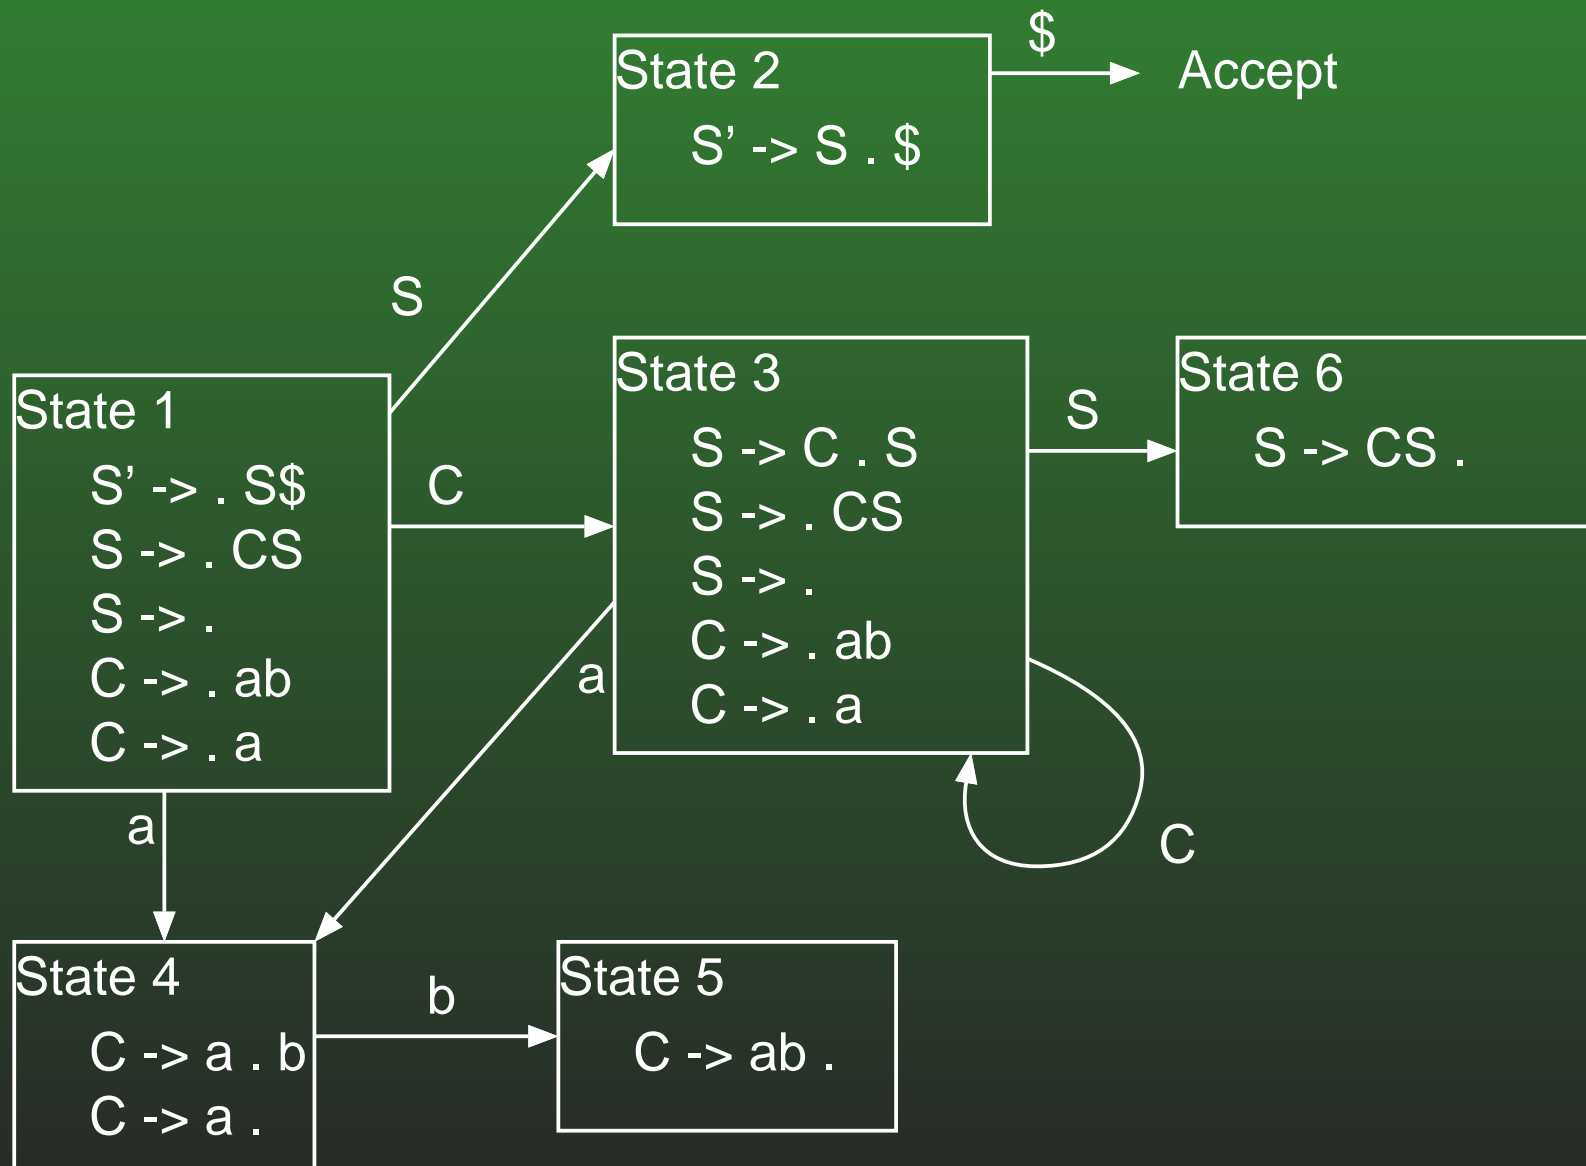 State 2
S’ -> S . $
$
Accept
S
State 1
S’ -> . S$
S -> . CS
S -> .
C -> . ab
C -> . a
C
State 3
S -> C . S
S -> . CS
S -> .
C -> . ab
C -> . a
S
State 6
S -> CS .
a
a
C
State 4
C -> a . b
C -> a .
b
State 5
C -> ab .